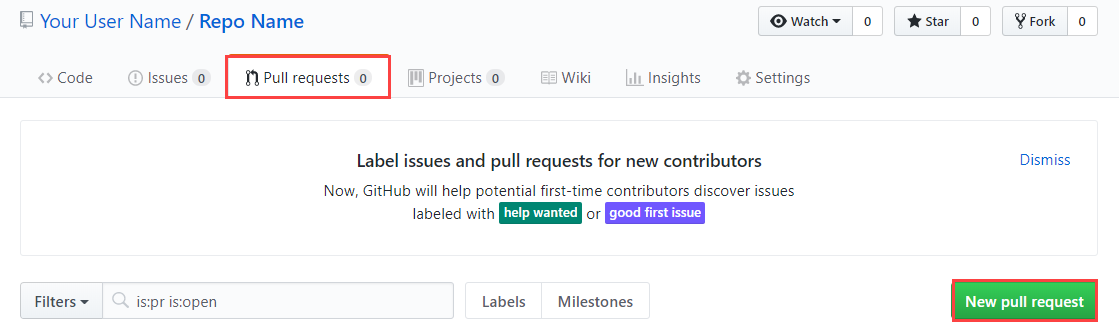 Your User Name / Repo Name
Watch 0 Star 0 Fork 0
Code Issues 0 Pull requests 0 Projects 0 Wiki Insights Settings
Label issues and pull requests for new contributors
Dismiss
Now, GitHub will help potential first-time contributors discover issues
labeled with help wanted or good first issue
Filters is:pr is:open Labels Milestones New pull request